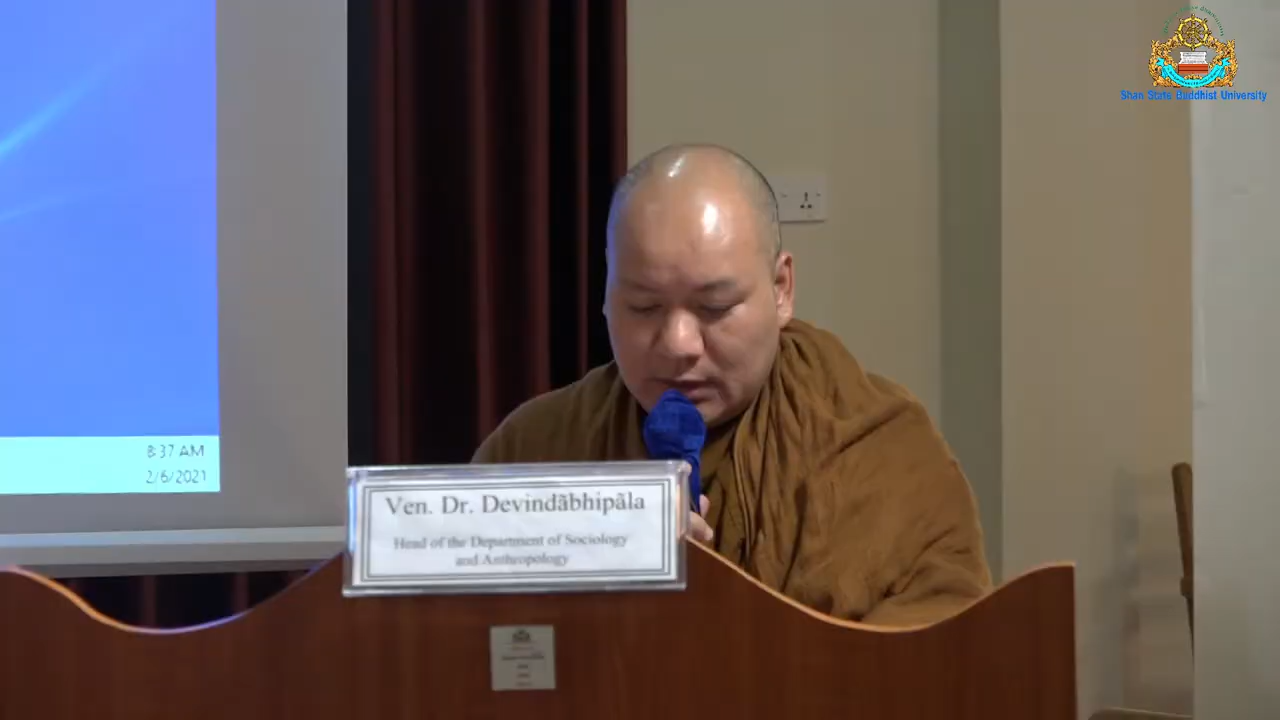 Shan State Buddhist University
8:37 AM
2/6/2021
Ven. Dr. Devindābhipāla
Head of the Department of Sociology
and Anthropology